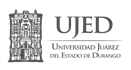 UJED
UNIVERSIDAD JUÁREZ
DEL ESTADO DE DURANGO